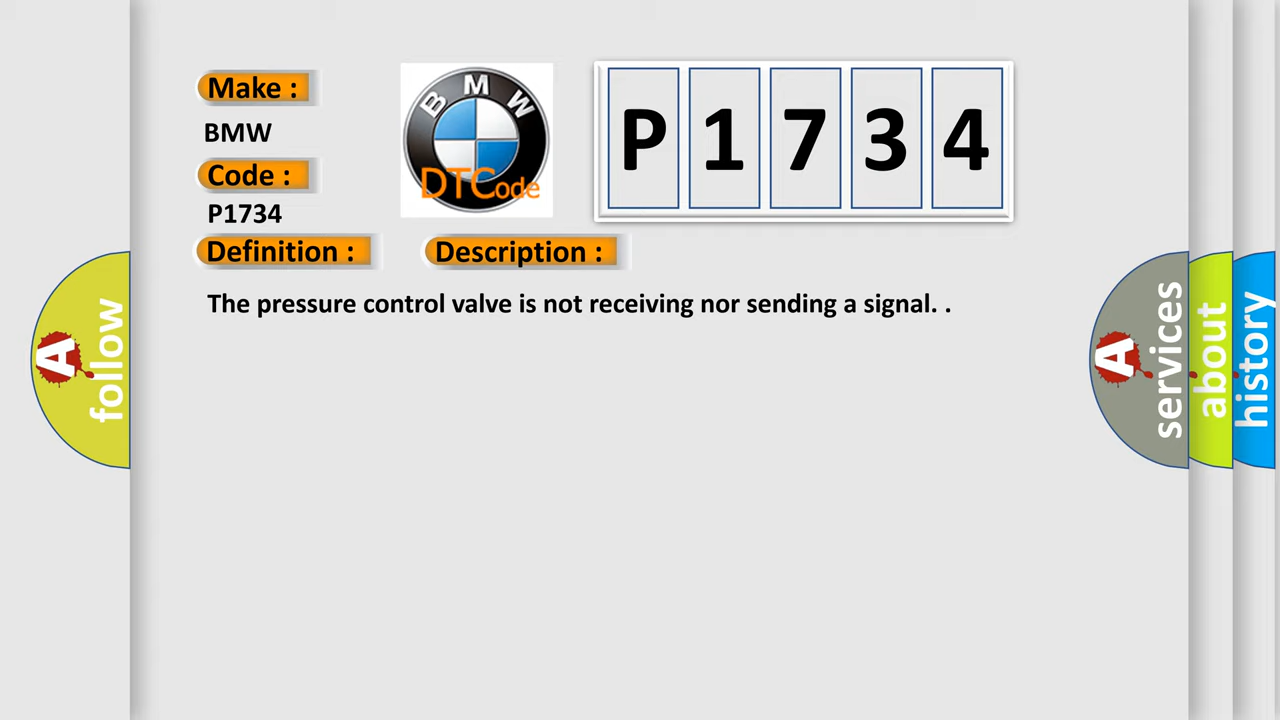 Make :
BMW
Code :
P1734
Definition :
Description :
The pressure control valve is not receiving nor sending a signal. .
BMW
DTCode
P 1 7 3 4
A follow
A services
about
history